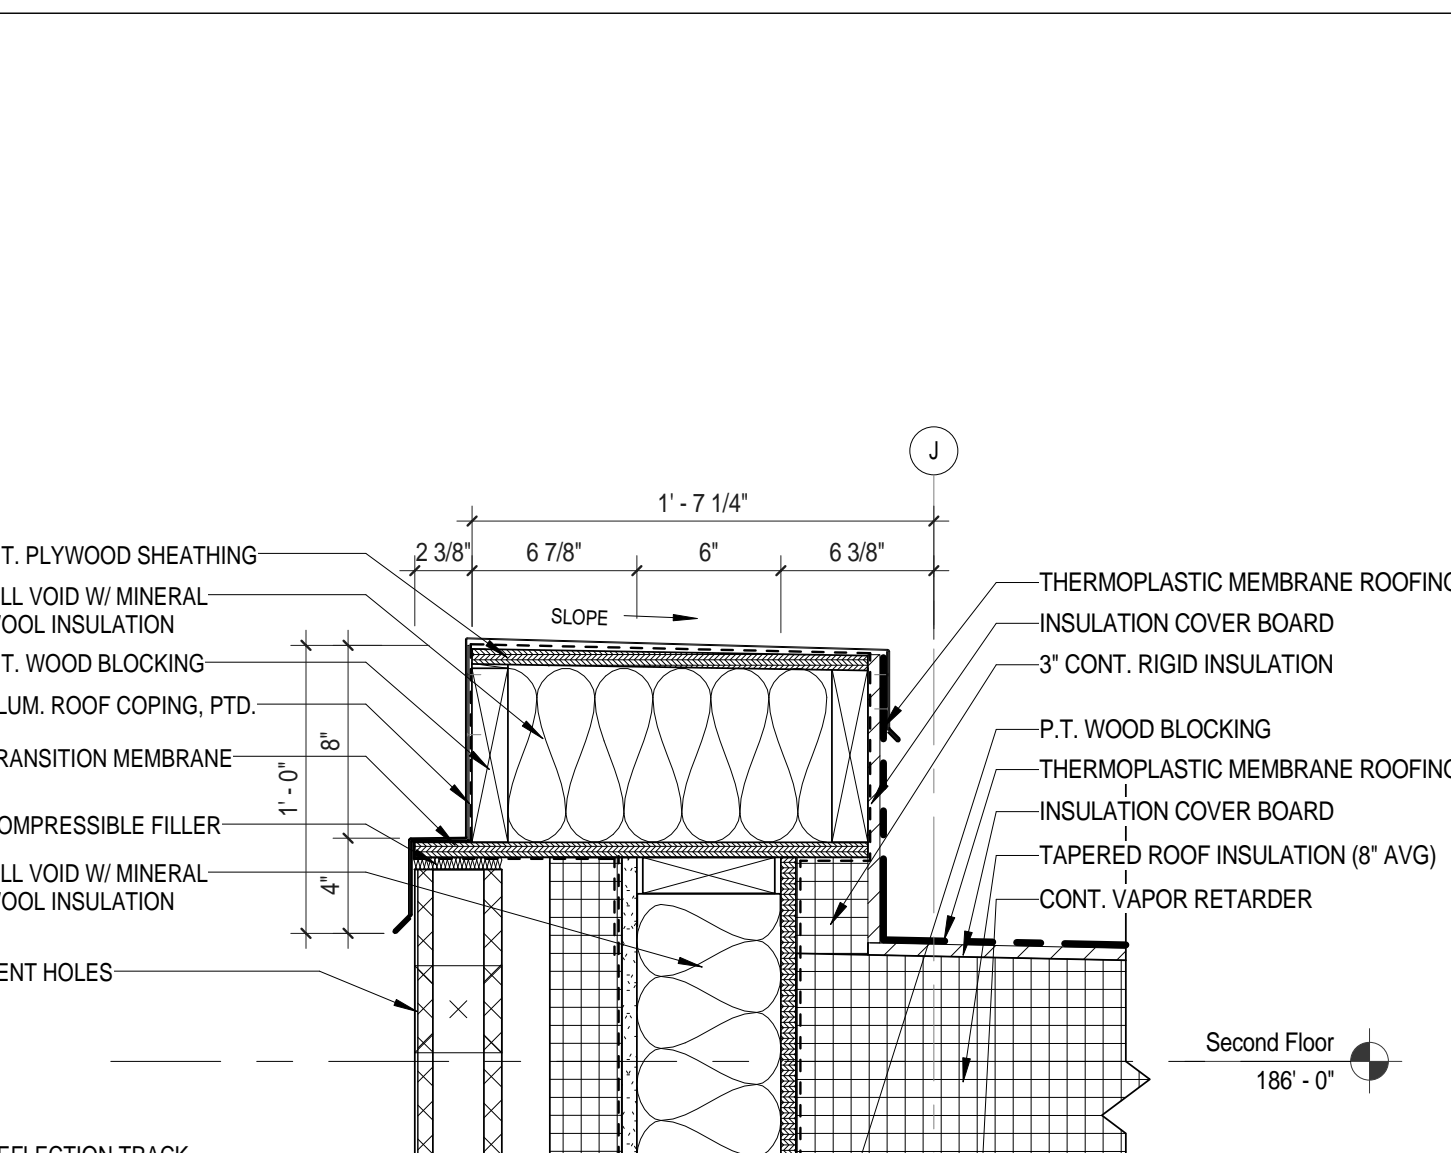 J
1' - 7 1/4"
2 3/8"
6 7/8"
6"
6 3/8"
SLOPE
T. PLYWOOD SHEATHING
LL VOID W/ MINERAL
OOL INSULATION
T. WOOD BLOCKING
LUM. ROOF COPING, PTD.
RANSITION MEMBRANE
OMPRESSIBLE FILLER
LL VOID W/ MINERAL
OOL INSULATION
ENT HOLES
EFLECTION TRACK
8"
1' - 0"
4"
THERMOPLASTIC MEMBRANE ROOFING
INSULATION COVER BOARD
3" CONT. RIGID INSULATION
P.T. WOOD BLOCKING
THERMOPLASTIC MEMBRANE ROOFING
INSULATION COVER BOARD
TAPERED ROOF INSULATION (8" AVG)
CONT. VAPOR RETARDER
Second Floor
186' - 0"